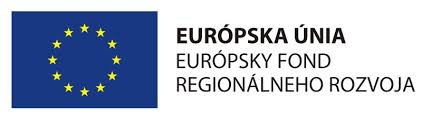 EURÓPSKA ÚNIA
EURÓPSKY FOND
REGIONÁLNEHO ROZVOJA